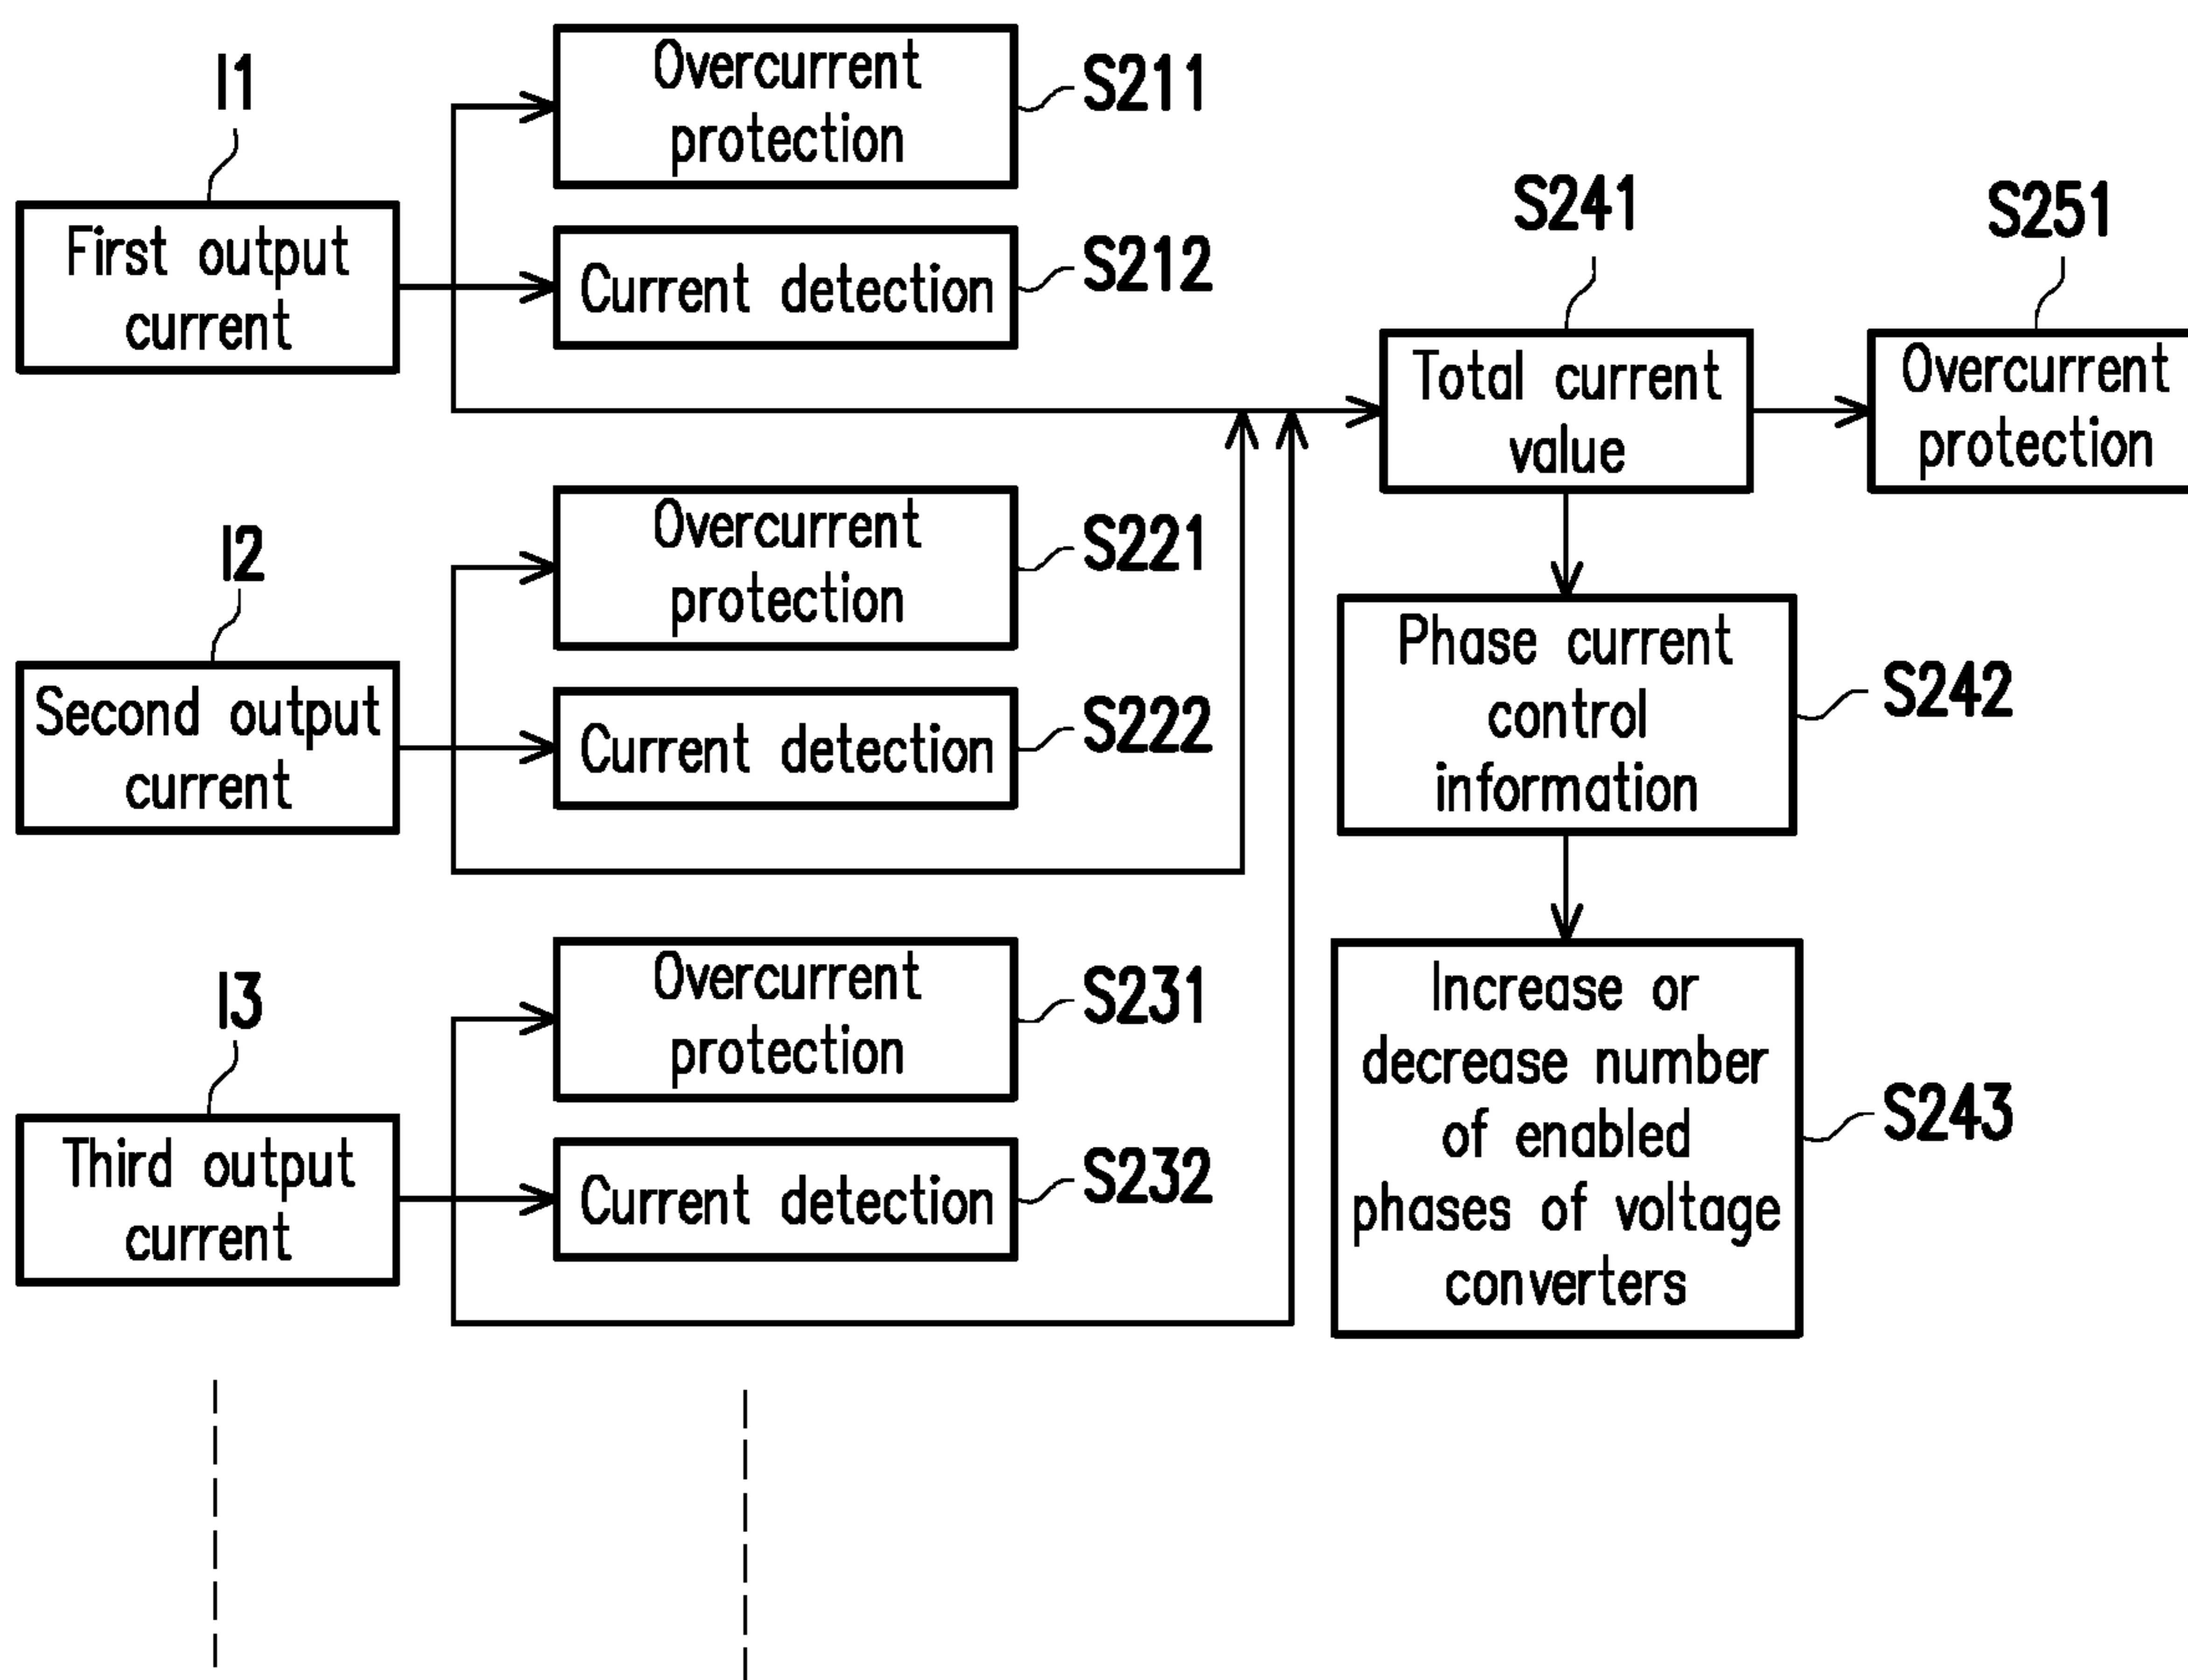 I1
First output
current
Overcurrent
protection
S211
Current detection
S212
I2
Second output
current
Overcurrent
protection
S221
Current detection
S222
I3
Third output
current
Overcurrent
protection
S231
Current detection
S232
S241
Total current
value
S251
Overcurrent
protection
Phase current
control
information
S242
Increase or
decrease number
of enabled
phases of voltage
converters
S243